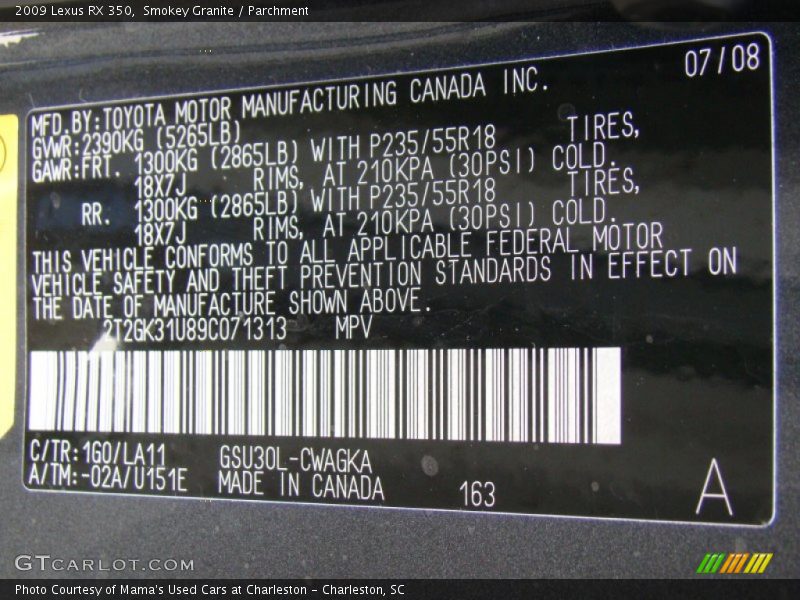 2009 Lexus RX 350, Smokey Granite / Parchment
07/08
MFD.BY:TOYOTA MOTOR MANUFACTURING CANADA INC.
GVWR:2390KG (5265LB)
GAWR:FRT. 1300KG (2865LB) WITH P235/55R18 TIRES,
18X7J RIMS, AT 210KPA (30PSI) COLD.
RR. 1300KG (2865LB) WITH P235/55R18 TIRES,
18X7J RIMS, AT 210KPA (30PSI) COLD.
THIS VEHICLE CONFORMS TO ALL APPLICABLE FEDERAL MOTOR
VEHICLE SAFETY AND THEFT PREVENTION STANDARDS IN EFFECT ON
THE DATE OF MANUFACTURE SHOWN ABOVE.
2T2GK31U89C071313 MPV
C/TR:1G0/LA11 GSU30L-CWAGKA
A/TM:-02A/U151E MADE IN CANADA 163 A
GTCARLOT.COM
Photo Courtesy of Mama's Used Cars at Charleston - Charleston, SC